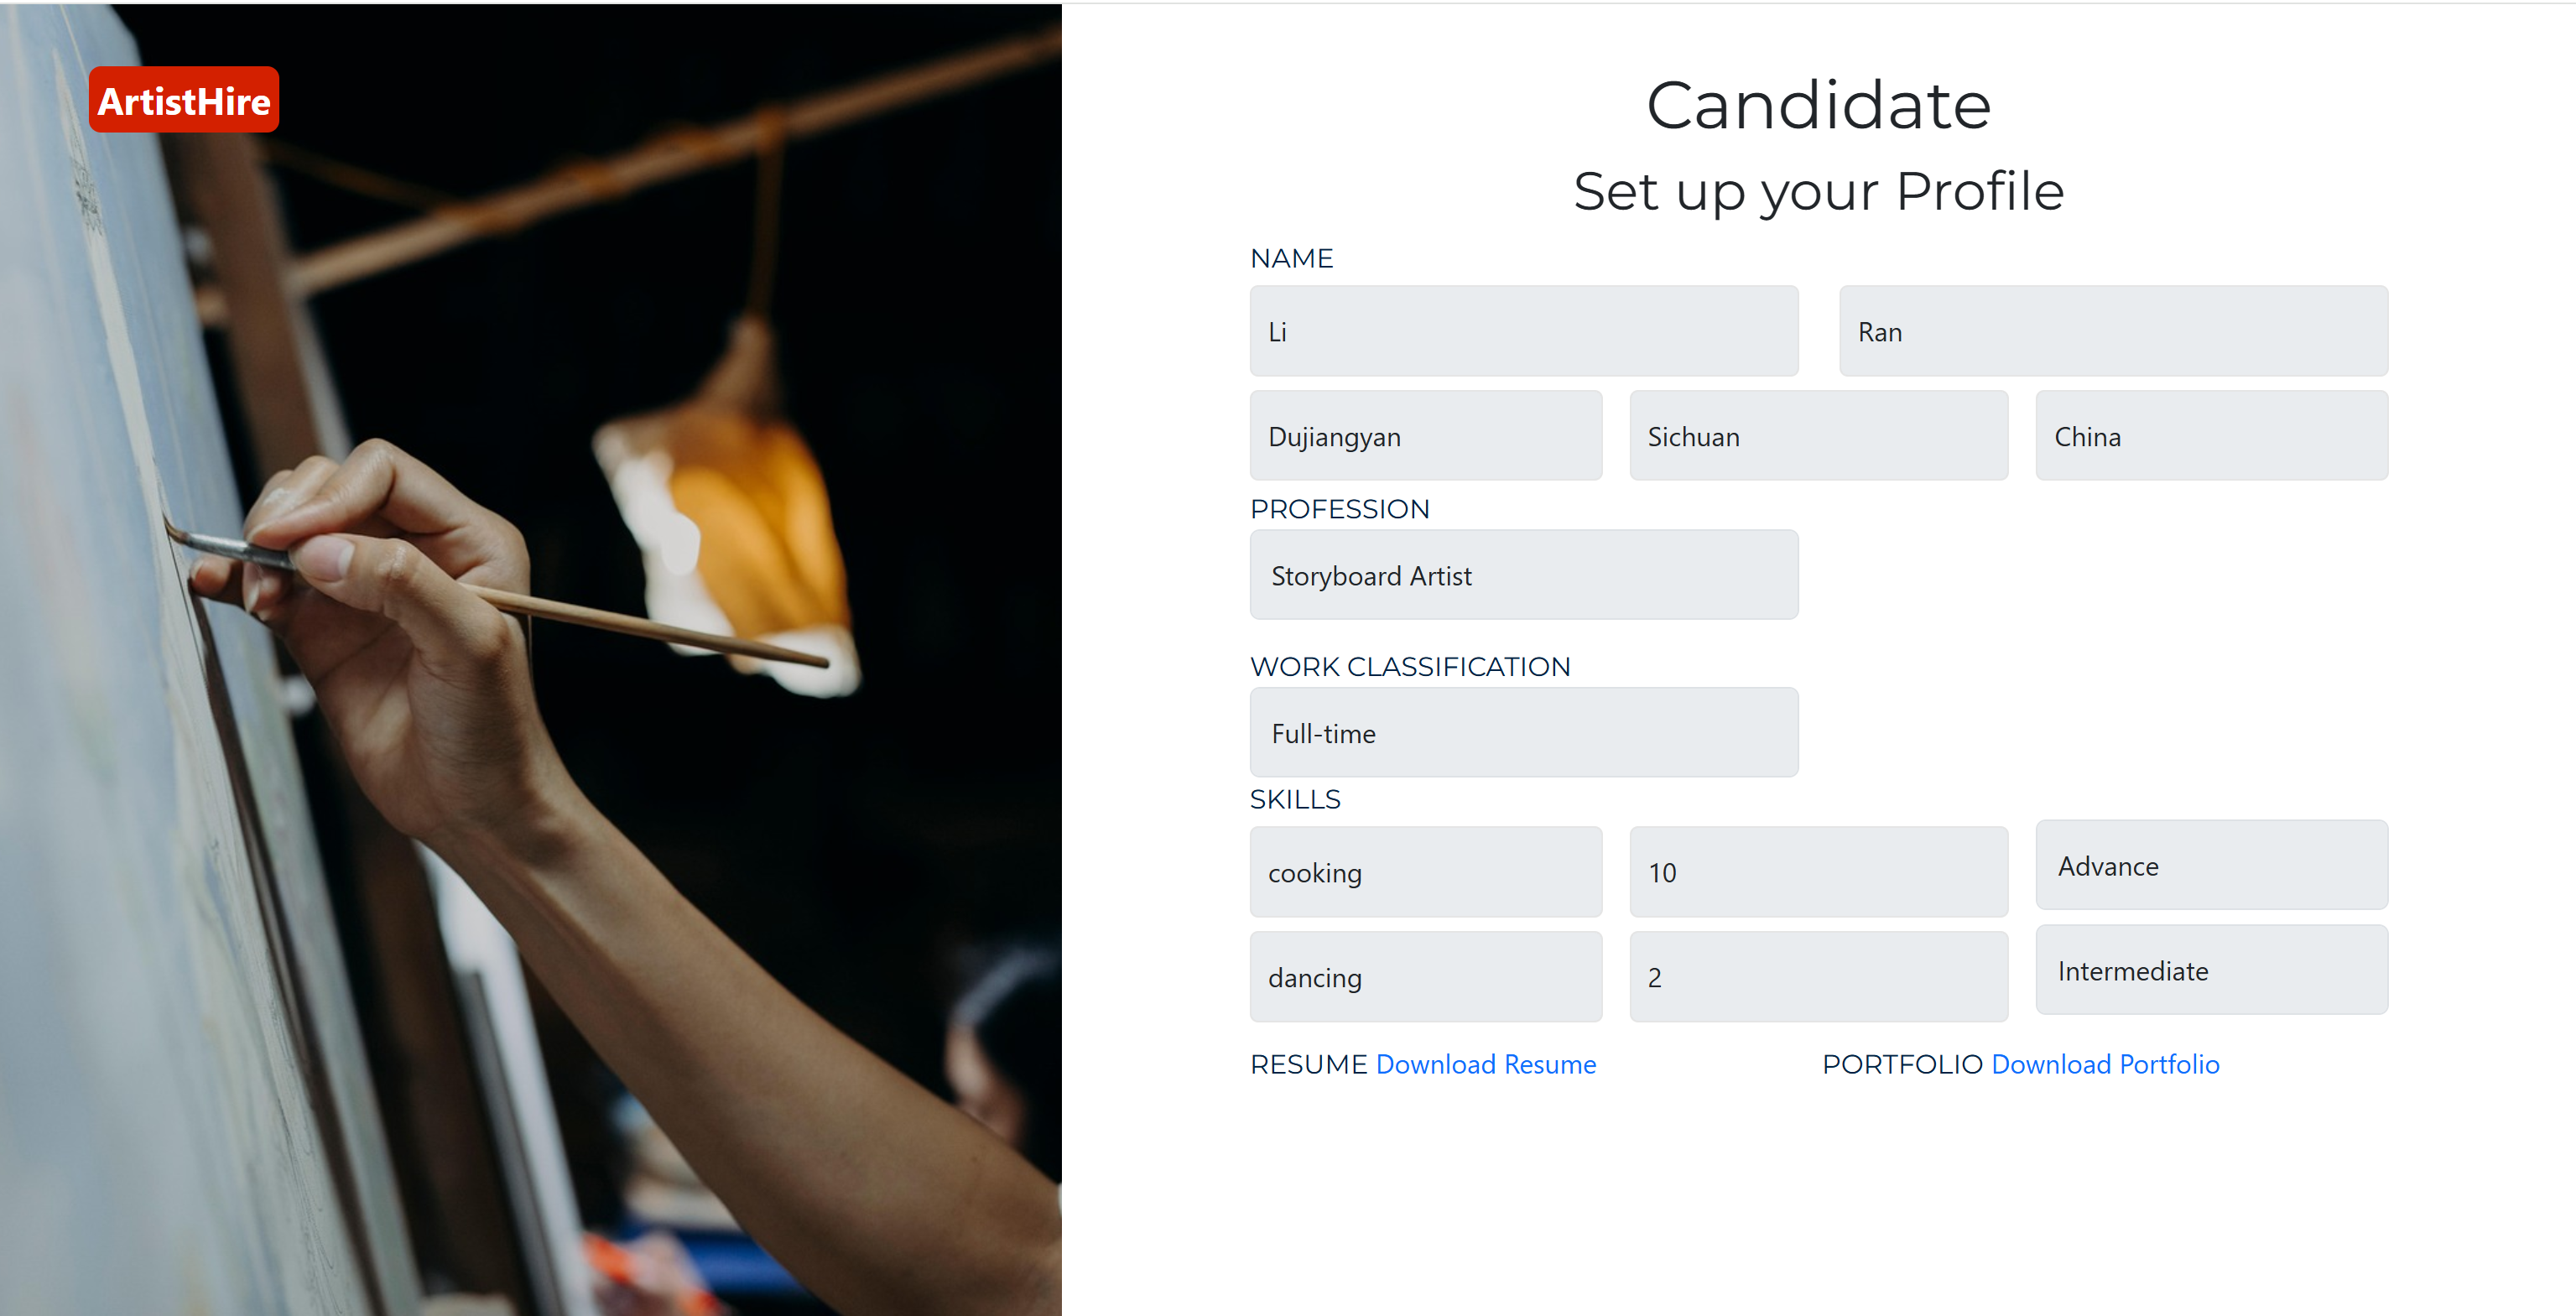 ArtistHire
Candidate
Set up your Profile
NAME
Li Ran
Dujiangyan Sichuan China
PROFESSION
Storyboard Artist
WORK CLASSIFICATION
Full-time
SKILLS
cooking 10 Advance
dancing 2 Intermediate
RESUME Download Resume PORTFOLIO Download Portfolio